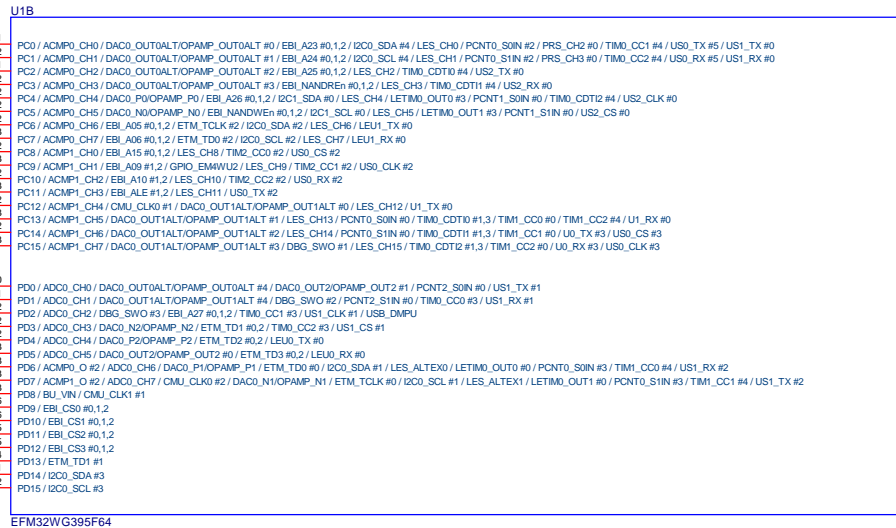 U1B
PC0 / ACMP0_CH0 / DAC0_OUT0ALT/OPAMP_OUT0ALT #0 / EBI_A23 #0,1,2 / I2C0_SDA #4 / LES_CH0 / PCNT0_S0IN #2 / PRS_CH2 #0 / TIM0_CC1 #4 / US0_TX #5 / US1_TX #0
PC1 / ACMP0_CH1 / DAC0_OUT0ALT/OPAMP_OUT0ALT #1 / EBI_A24 #0,1,2 / I2C0_SCL #4 / LES_CH1 / PCNT0_S1IN #2 / PRS_CH3 #0 / TIM0_CC2 #4 / US0_RX #5 / US1_RX #0
PC2 / ACMP0_CH2 / DAC0_OUT0ALT/OPAMP_OUT0ALT #2 / EBI_A25 #0,1,2 / LES_CH2 / TIM0_CDTI0 #4 / US2_TX #0
PC3 / ACMP0_CH3 / DAC0_OUT0ALT/OPAMP_OUT0ALT #3 / EBI_NANDREn #0,1,2 / LES_CH3 / TIM0_CDTI1 #4 / US2_RX #0
PC4 / ACMP0_CH4 / DAC0_P0/OPAMP_P0 / EBI_A26 #0,1,2 / I2C1_SDA #0 / LES_CH4 / LETIM0_OUT0 #3 / PCNT1_S0IN #0 / TIM0_CDTI2 #4 / US2_CLK #0
PC5 / ACMP0_CH5 / DAC0_N0/OPAMP_N0 / EBI_NANDWEn #0,1,2 / I2C1_SCL #0 / LES_CH5 / LETIM0_OUT1 #3 / PCNT1_S1IN #0 / US2_CS #0
PC6 / ACMP0_CH6 / EBI_A05 #0,1,2 / ETM_TCLK #2 / I2C0_SDA #2 / LES_CH6 / LEU1_TX #0
PC7 / ACMP0_CH7 / EBI_A06 #0,1,2 / ETM_TD0 #2 / I2C0_SCL #2 / LES_CH7 / LEU1_RX #0
PC8 / ACMP1_CH0 / EBI_A15 #0,1,2 / LES_CH8 / TIM2_CC0 #2 / US0_CS #2
PC9 / ACMP1_CH1 / EBI_A09 #1,2 / GPIO_EM4WU2 / LES_CH9 / TIM2_CC1 #2 / US0_CLK #2
PC10 / ACMP1_CH2 / EBI_A10 #1,2 / LES_CH10 / TIM2_CC2 #2 / US0_RX #2
PC11 / ACMP1_CH3 / EBI_ALE #1,2 / LES_CH11 / US0_TX #2
PC12 / ACMP1_CH4 / CMU_CLK0 #1 / DAC0_OUT1ALT/OPAMP_OUT1ALT #0 / LES_CH12 / U1_TX #0
PC13 / ACMP1_CH5 / DAC0_OUT1ALT/OPAMP_OUT1ALT #1 / LES_CH13 / PCNT0_S0IN #0 / TIM0_CDTI0 #1,3 / TIM1_CC0 #0 / TIM1_CC2 #4 / U1_RX #0
PC14 / ACMP1_CH6 / DAC0_OUT1ALT/OPAMP_OUT1ALT #2 / LES_CH14 / PCNT0_S1IN #0 / TIM0_CDTI1 #1,3 / TIM1_CC1 #0 / U0_TX #3 / US0_CS #3
PC15 / ACMP1_CH7 / DAC0_OUT1ALT/OPAMP_OUT1ALT #3 / DBG_SWO #1 / LES_CH15 / TIM0_CDTI2 #1,3 / TIM1_CC2 #0 / U0_RX #3 / US0_CLK #3
PD0 / ADC0_CH0 / DAC0_OUT0ALT/OPAMP_OUT0ALT #4 / DAC0_OUT2/OPAMP_OUT2 #1 / PCNT2_S0IN #0 / US1_TX #1
PD1 / ADC0_CH1 / DAC0_OUT1ALT/OPAMP_OUT1ALT #4 / DBG_SWO #2 / PCNT2_S1IN #0 / TIM0_CC0 #3 / US1_RX #1
PD2 / ADC0_CH2 / DBG_SWO #3 / EBI_A27 #0,1,2 / TIM0_CC1 #3 / US1_CLK #1 / USB_DMPU
PD3 / ADC0_CH3 / DAC0_N2/OPAMP_N2 / ETM_TD1 #0,2 / TIM0_CC2 #3 / US1_CS #1
PD4 / ADC0_CH4 / DAC0_P2/OPAMP_P2 / ETM_TD2 #0,2 / LEU0_TX #0
PD5 / ADC0_CH5 / DAC0_OUT2/OPAMP_OUT2 #0 / ETM_TD3 #0,2 / LEU0_RX #0
PD6 / ACMP0_O #2 / ADC0_CH6 / DAC0_P1/OPAMP_P1 / ETM_TD0 #0 / I2C0_SDA #1 / LES_ALTEX0 / LETIM0_OUT0 #0 / PCNT0_S0IN #3 / TIM1_CC0 #4 / US1_RX #2
PD7 / ACMP1_O #2 / ADC0_CH7 / CMU_CLK0 #2 / DAC0_N1/OPAMP_N1 / ETM_TCLK #0 / I2C0_SCL #1 / LES_ALTEX1 / LETIM0_OUT1 #0 / PCNT0_S1IN #3 / TIM1_CC1 #4 / US1_TX #2
PD8 / BU_VIN / CMU_CLK1 #1
PD9 / EBI_CS0 #0,1,2
PD10 / EBI_CS1 #0,1,2
PD11 / EBI_CS2 #0,1,2
PD12 / EBI_CS3 #0,1,2
PD13 / ETM_TD1 #1
PD14 / I2C0_SDA #3
PD15 / I2C0_SCL #3
EFM32WG395F64